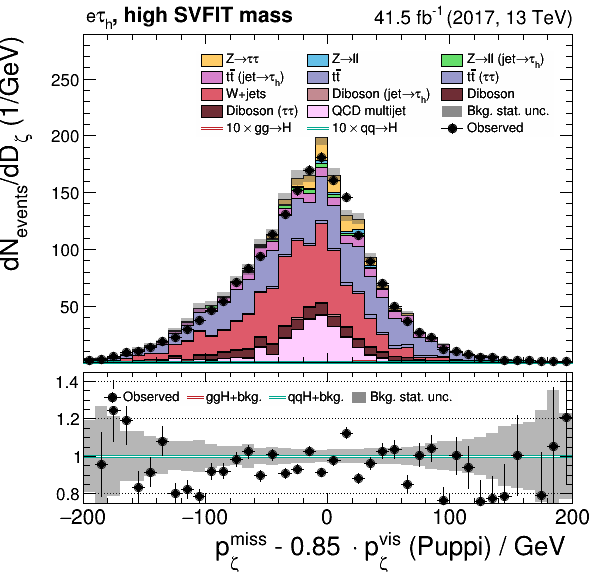 eτh, high SVFIT mass 41.5 fb⁻¹ (2017, 13 TeV)
dNevents/dDζ (1/GeV)
250
200
150
100
50
Z→ττ Z→ll Z→ll (jet→τh)
tt̄ (jet→τh) tt̄ tt̄ (ττ)
W+jets Diboson (jet→τh) Diboson
Diboson (ττ) QCD multijet Bkg. stat. unc.
10 × gg→H 10 × qq→H Observed
1.4
1.2
1
0.8
Observed ggH+bkg. qqH+bkg. Bkg. stat. unc.
−200 −100 0 100 200
pζmiss - 0.85 · pζvis (Puppi) / GeV